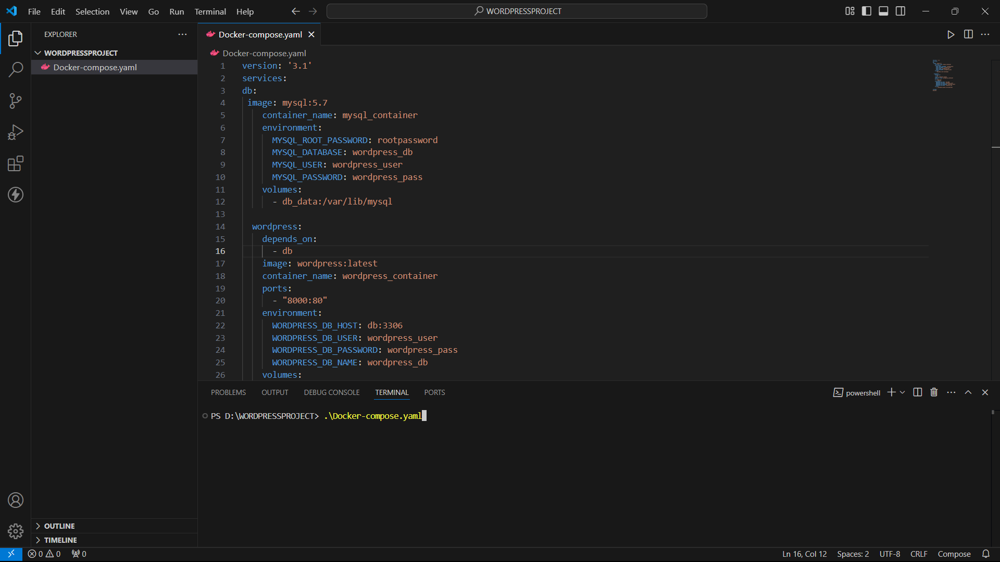 File Edit Selection View Go Run Terminal Help
WORDPRESSPROJECT
EXPLORER
WORDPRESSPROJECT
Docker-compose.yaml
OUTLINE
TIMELINE
Docker-compose.yaml
Docker-compose.yaml
1 version: '3.1'
2 services:
3 db:
4 image: mysql:5.7
5 container_name: mysql_container
6 environment:
7 MYSQL_ROOT_PASSWORD: rootpassword
8 MYSQL_DATABASE: wordpress_db
9 MYSQL_USER: wordpress_user
10 MYSQL_PASSWORD: wordpress_pass
11 volumes:
12 - db_data:/var/lib/mysql
13
14 wordpress:
15 depends_on:
16 - db
17 image: wordpress:latest
18 container_name: wordpress_container
19 ports:
20 - "8000:80"
21 environment:
22 WORDPRESS_DB_HOST: db:3306
23 WORDPRESS_DB_USER: wordpress_user
24 WORDPRESS_DB_PASSWORD: wordpress_pass
25 WORDPRESS_DB_NAME: wordpress_db
26 volumes:
PROBLEMS OUTPUT DEBUG CONSOLE TERMINAL PORTS powershell
PS D:\WORDPRESSPROJECT> .\Docker-compose.yaml
0 0 0 Ln 16, Col 12 Spaces: 2 UTF-8 CRLF Compose